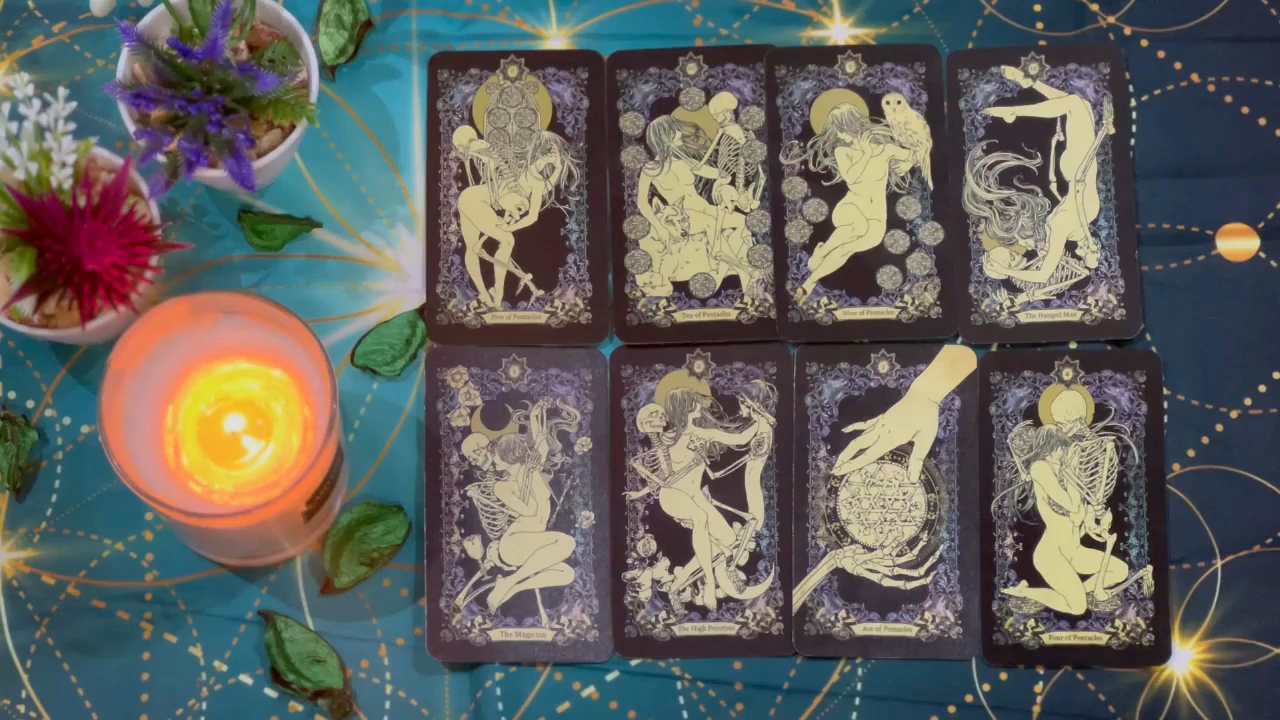 Five of Pentacles
Ten of Pentacles
Nine of Pentacles
The Hanged Man
The Magician
The High Priestess
Ace of Pentacles
Four of Pentacles